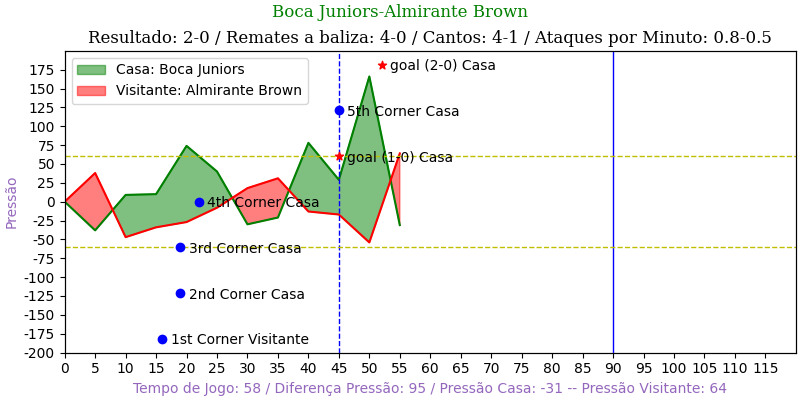 Boca Juniors-Almirante Brown
Resultado: 2-0 / Remates a baliza: 4-0 / Cantos: 4-1 / Ataques por Minuto: 0.8-0.5
Casa: Boca Juniors
Visitante: Almirante Brown
goal (2-0) Casa
5th Corner Casa
goal (1-0) Casa
4th Corner Casa
3rd Corner Casa
2nd Corner Casa
1st Corner Visitante
Pressão
175
150
125
100
75
50
25
0
-25
-50
-75
-100
-125
-150
-175
-200
0 5 10 15 20 25 30 35 40 45 50 55 60 65 70 75 80 85 90 95 100 105 110 115
Tempo de Jogo: 58 / Diferença Pressão: 95 / Pressão Casa: -31 -- Pressão Visitante: 64